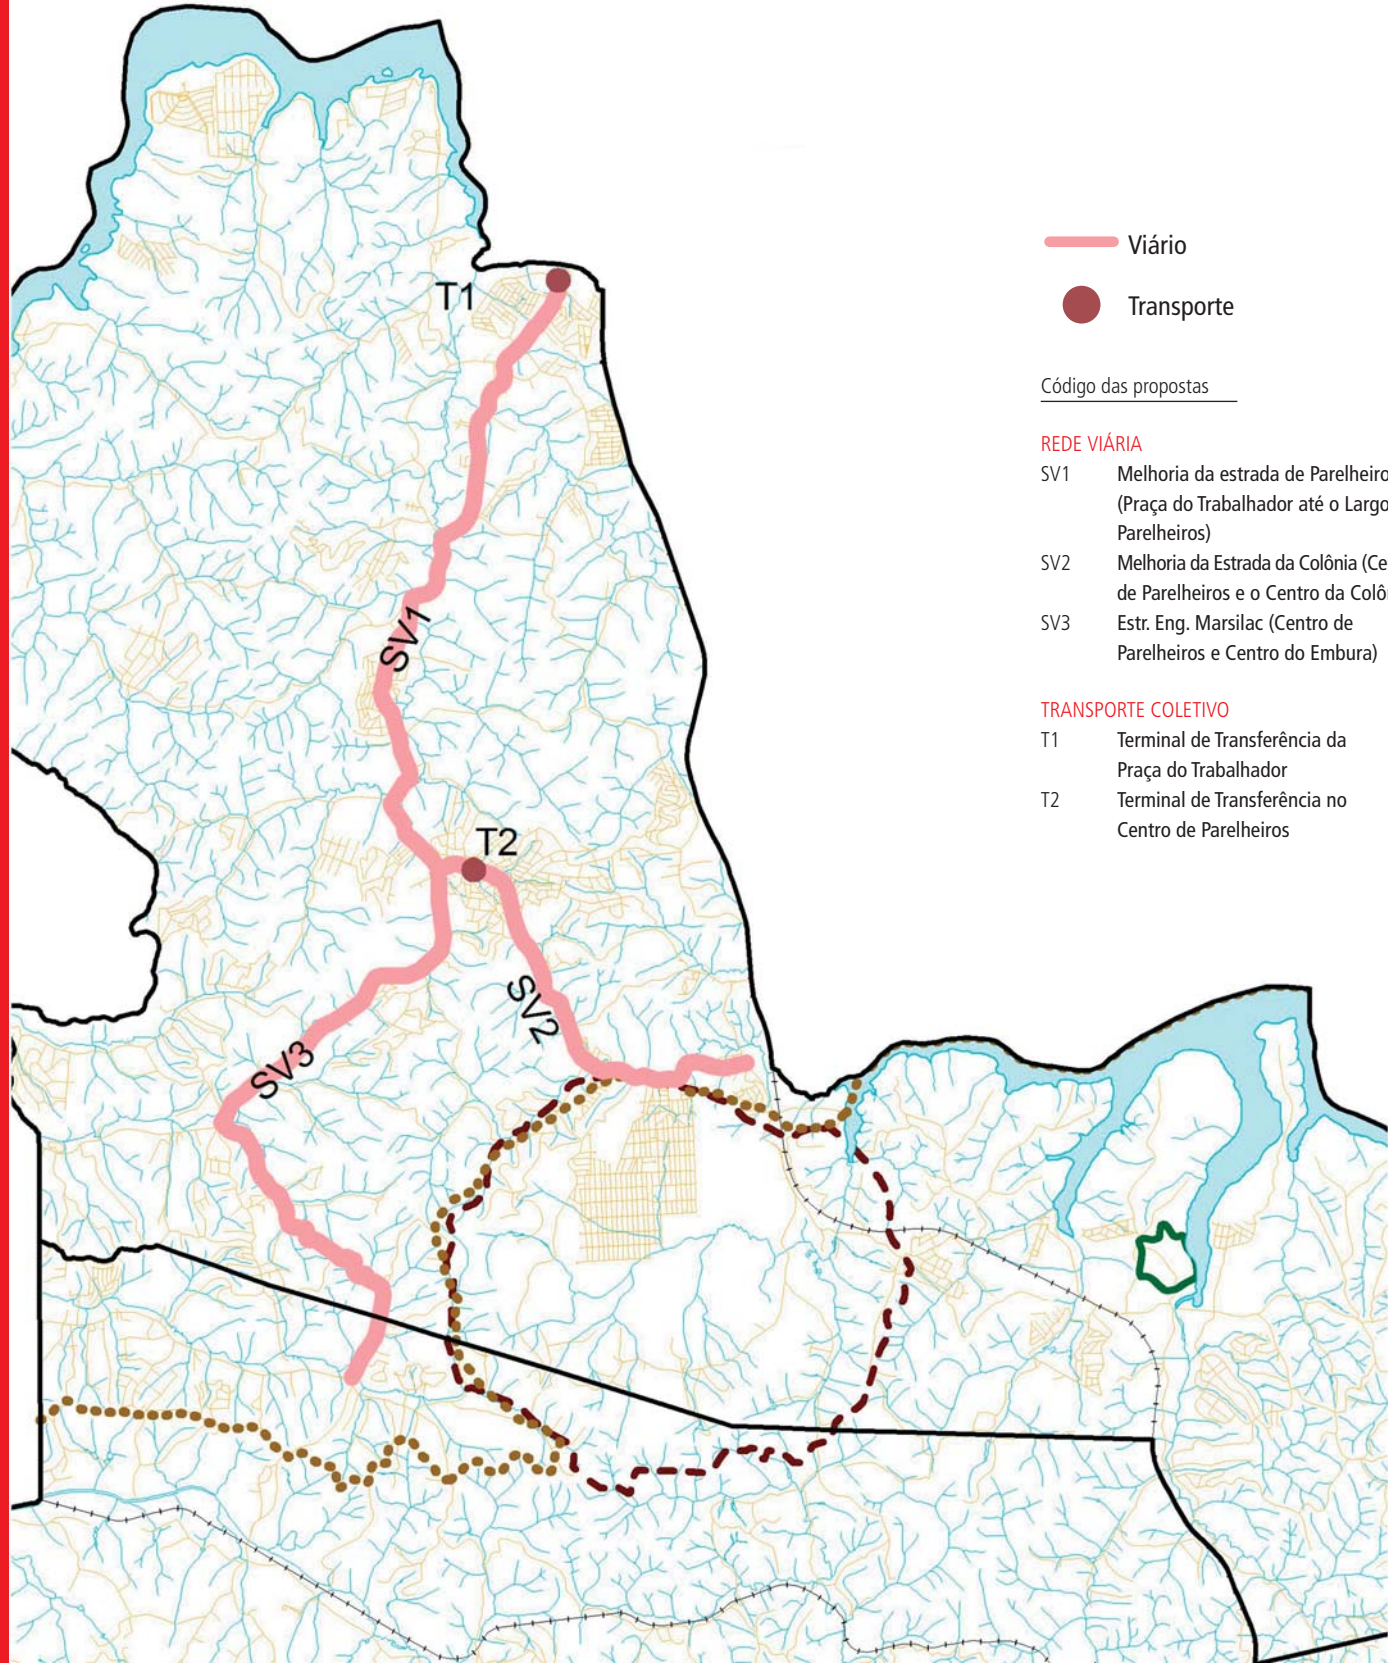 T1
SV1
T2
SV2
SV3
Viário
Transporte
Código das propostas
REDE VIÁRIA
SV1 Melhoria da estrada de Parelheiro
(Praça do Trabalhador até o Largo
Parelheiros)
SV2 Melhoria da Estrada da Colônia (Ce
de Parelheiros e o Centro da Colô
SV3 Estr. Eng. Marsilac (Centro de
Parelheiros e Centro do Embura)
TRANSPORTE COLETIVO
T1 Terminal de Transferência da
Praça do Trabalhador
T2 Terminal de Transferência no
Centro de Parelheiros